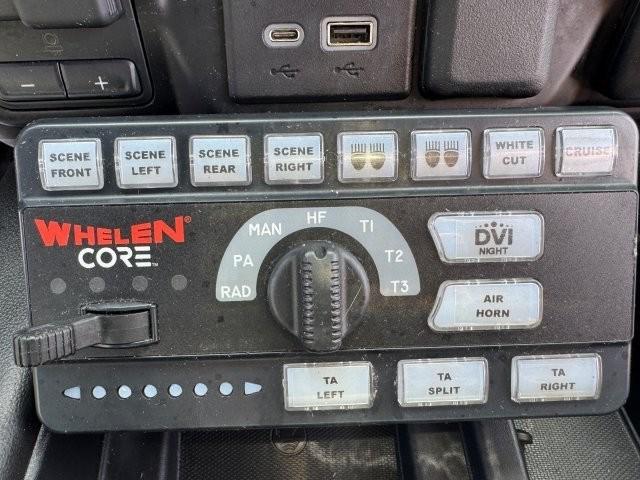 SCENE FRONT
SCENE LEFT
SCENE REAR
SCENE RIGHT
WHITE CUT
CRUISE
WHELEN®
CORE™
RAD
PA
MAN
HF
T1
T2
T3
DVI
NIGHT
AIR HORN
TA LEFT
TA SPLIT
TA RIGHT